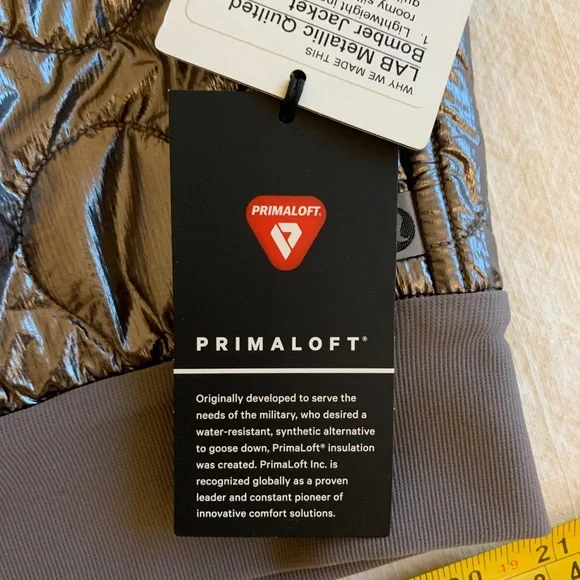 WHY WE MADE THIS
LAB Metallic Quilted
Bomber Jacket
1. Lightweight
roomy
PRIMALOFT®
PRIMALOFT®
Originally developed to serve the
needs of the military, who desired a
water-resistant, synthetic alternative
to goose down, PrimaLoft® insulation
was created. PrimaLoft Inc. is
recognized globally as a proven
leader and constant pioneer of
innovative comfort solutions.
19
21